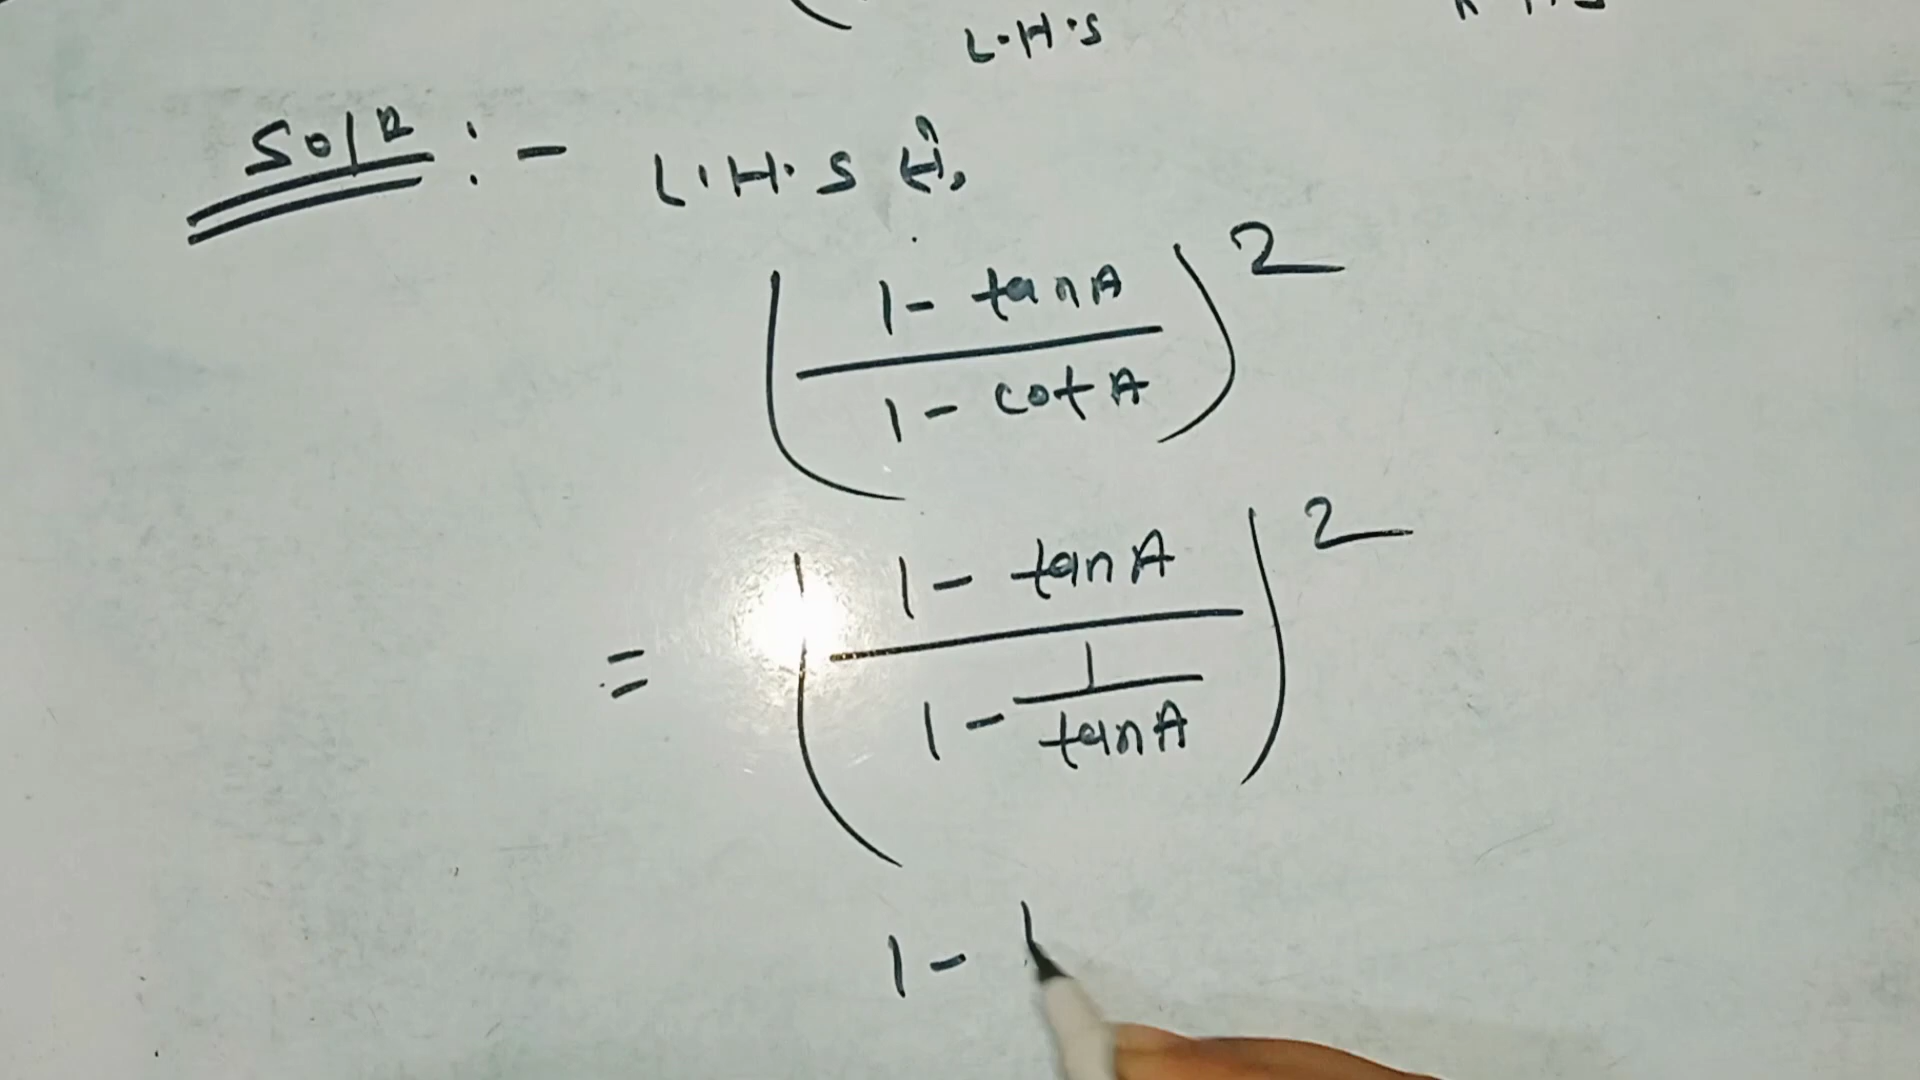 L.H.S
Sol :-
L.H.S
(1 - tanA / 1 - cotA)²
= (1 - tanA / 1 - 1/tanA)²
1 -